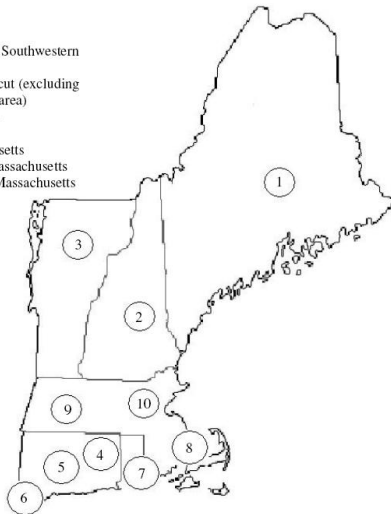 Southwestern
cut (excluding
area)
setts
assachusetts
Massachusetts
1
3
2
9
10
8
4
5
7
6